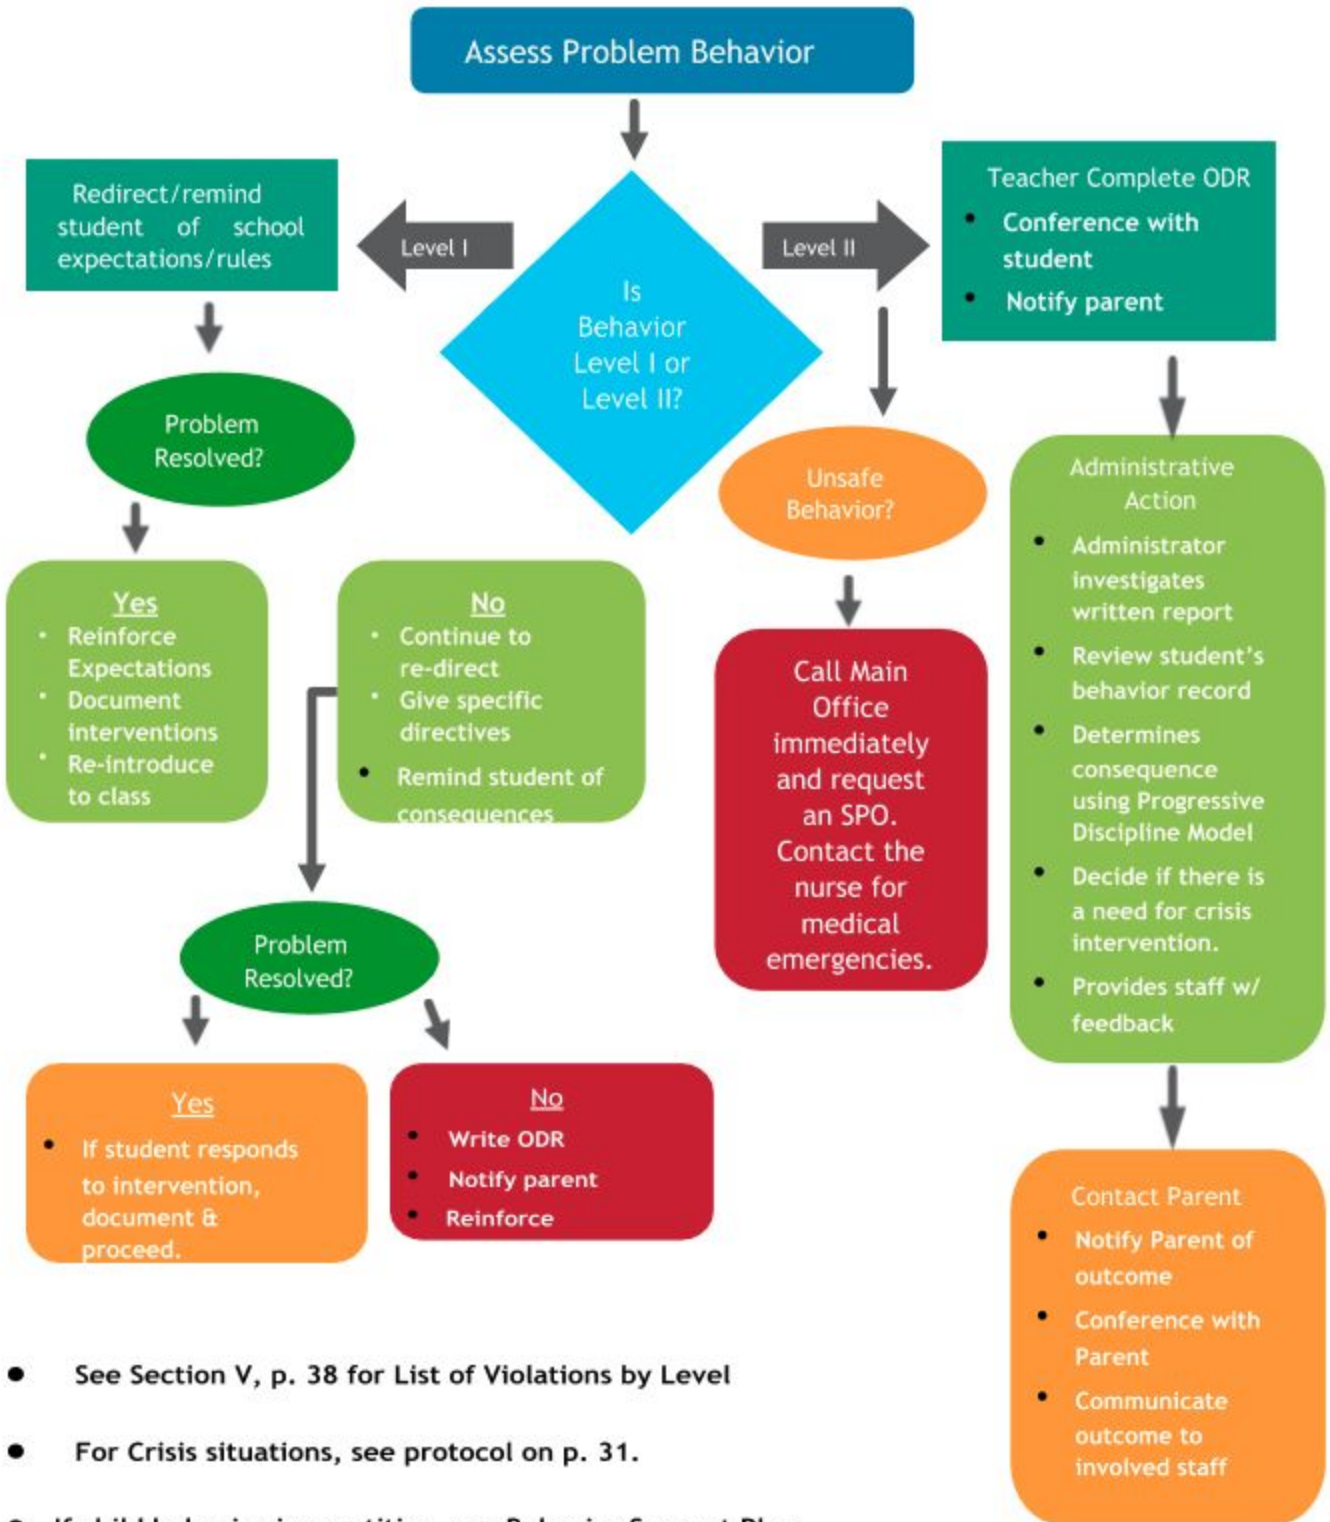 Assess Problem Behavior
Redirect/remind
student of school
expectations/rules
Level I
Is
Behavior
Level I or
Level II?
Level II
Teacher Complete ODR
• Conference with
student
• Notify parent
Problem
Resolved?
Unsafe
Behavior?
Administrative
Action
• Administrator
investigates
written report
• Review student's
behavior record
• Determines
consequence
using Progressive
Discipline Model
• Decide if there is
a need for crisis
intervention.
• Provides staff w/
feedback
Yes
• Reinforce
Expectations
• Document
interventions
• Re-introduce
to class
No
• Continue to
re-direct
• Give specific
directives
• Remind student of
consequences
Call Main
Office
immediately
and request
an SPO.
Contact the
nurse for
medical
emergencies.
Problem
Resolved?
Yes
• If student responds
to intervention,
document &
proceed.
No
• Write ODR
• Notify parent
• Reinforce
Contact Parent
• Notify Parent of
outcome
• Conference with
Parent
• Communicate
outcome to
involved staff
• See Section V, p. 38 for List of Violations by Level
• For Crisis situations, see protocol on p. 31.